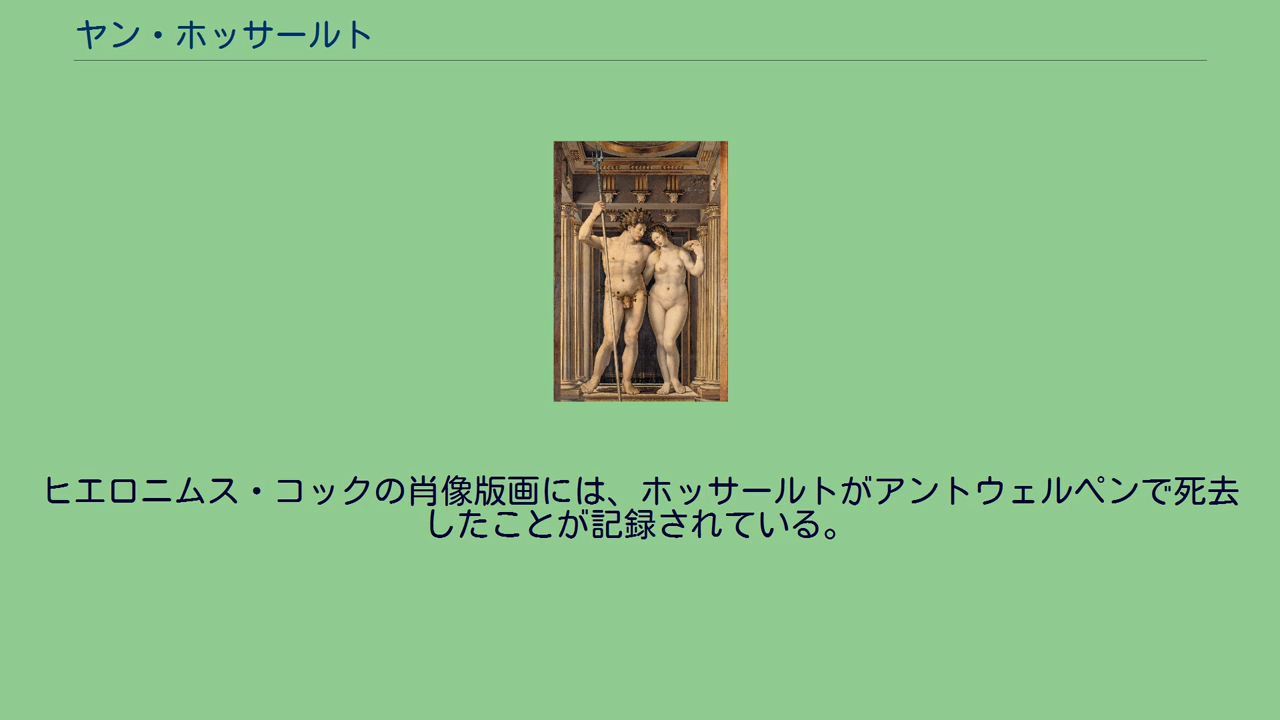 ヤン・ホッサールト
ヒエロニムス・コックの肖像版画には、ホッサールトがアントウェルペンで死去
したことが記録されている。